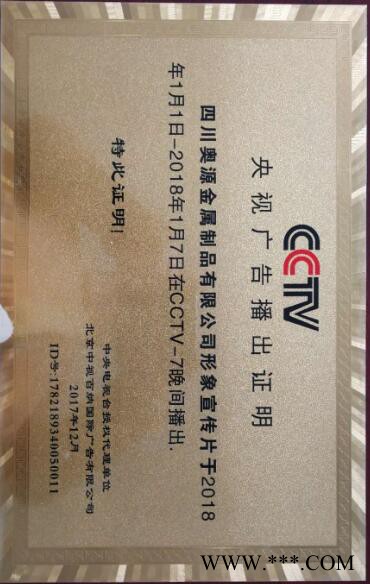 CCTV
央视广告播出证明
四川奥源金属制品有限公司形象宣传片于2018
年1月1日-2018年1月7日在CCTV-7晚间播出.
特此证明!
中央电视台授权代理单位
北京中视百纳国际广告有限公司
2017年12月
ID号:1782189340050011
WWW.***.COM